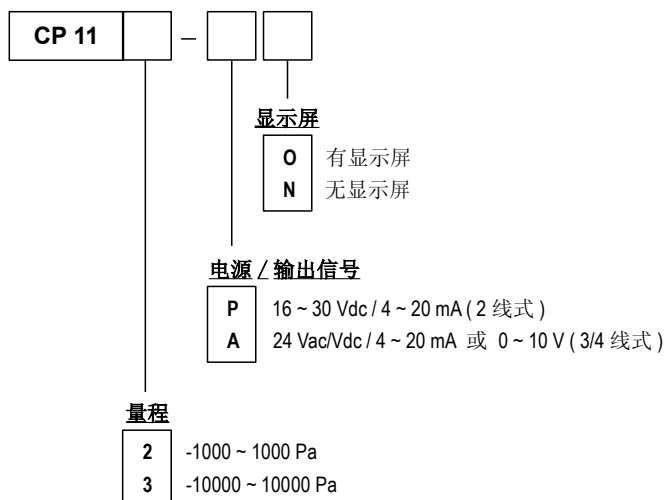 CP 11 –
显示屏
O 有显示屏
N 无显示屏
电源 / 输出信号
P 16 ~ 30 Vdc / 4 ~ 20 mA ( 2 线式 )
A 24 Vac/Vdc / 4 ~ 20 mA 或 0 ~ 10 V ( 3/4 线式 )
量程
2 -1000 ~ 1000 Pa
3 -10000 ~ 10000 Pa